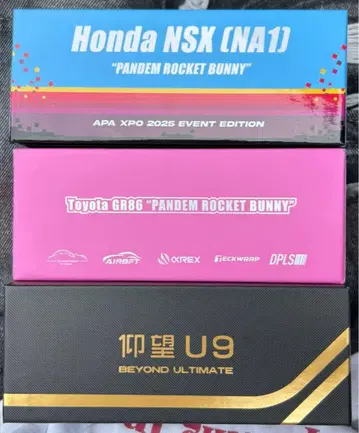 Honda NSX (NA1)
"PANDEM ROCKET BUNNY"
APA XPO 2025 EVENT EDITION
Toyota GR86 "PANDEM ROCKET BUNNY"
AIRBFT XREX TECKWRAP DPLS
仰望 U9
BEYOND ULTIMATE